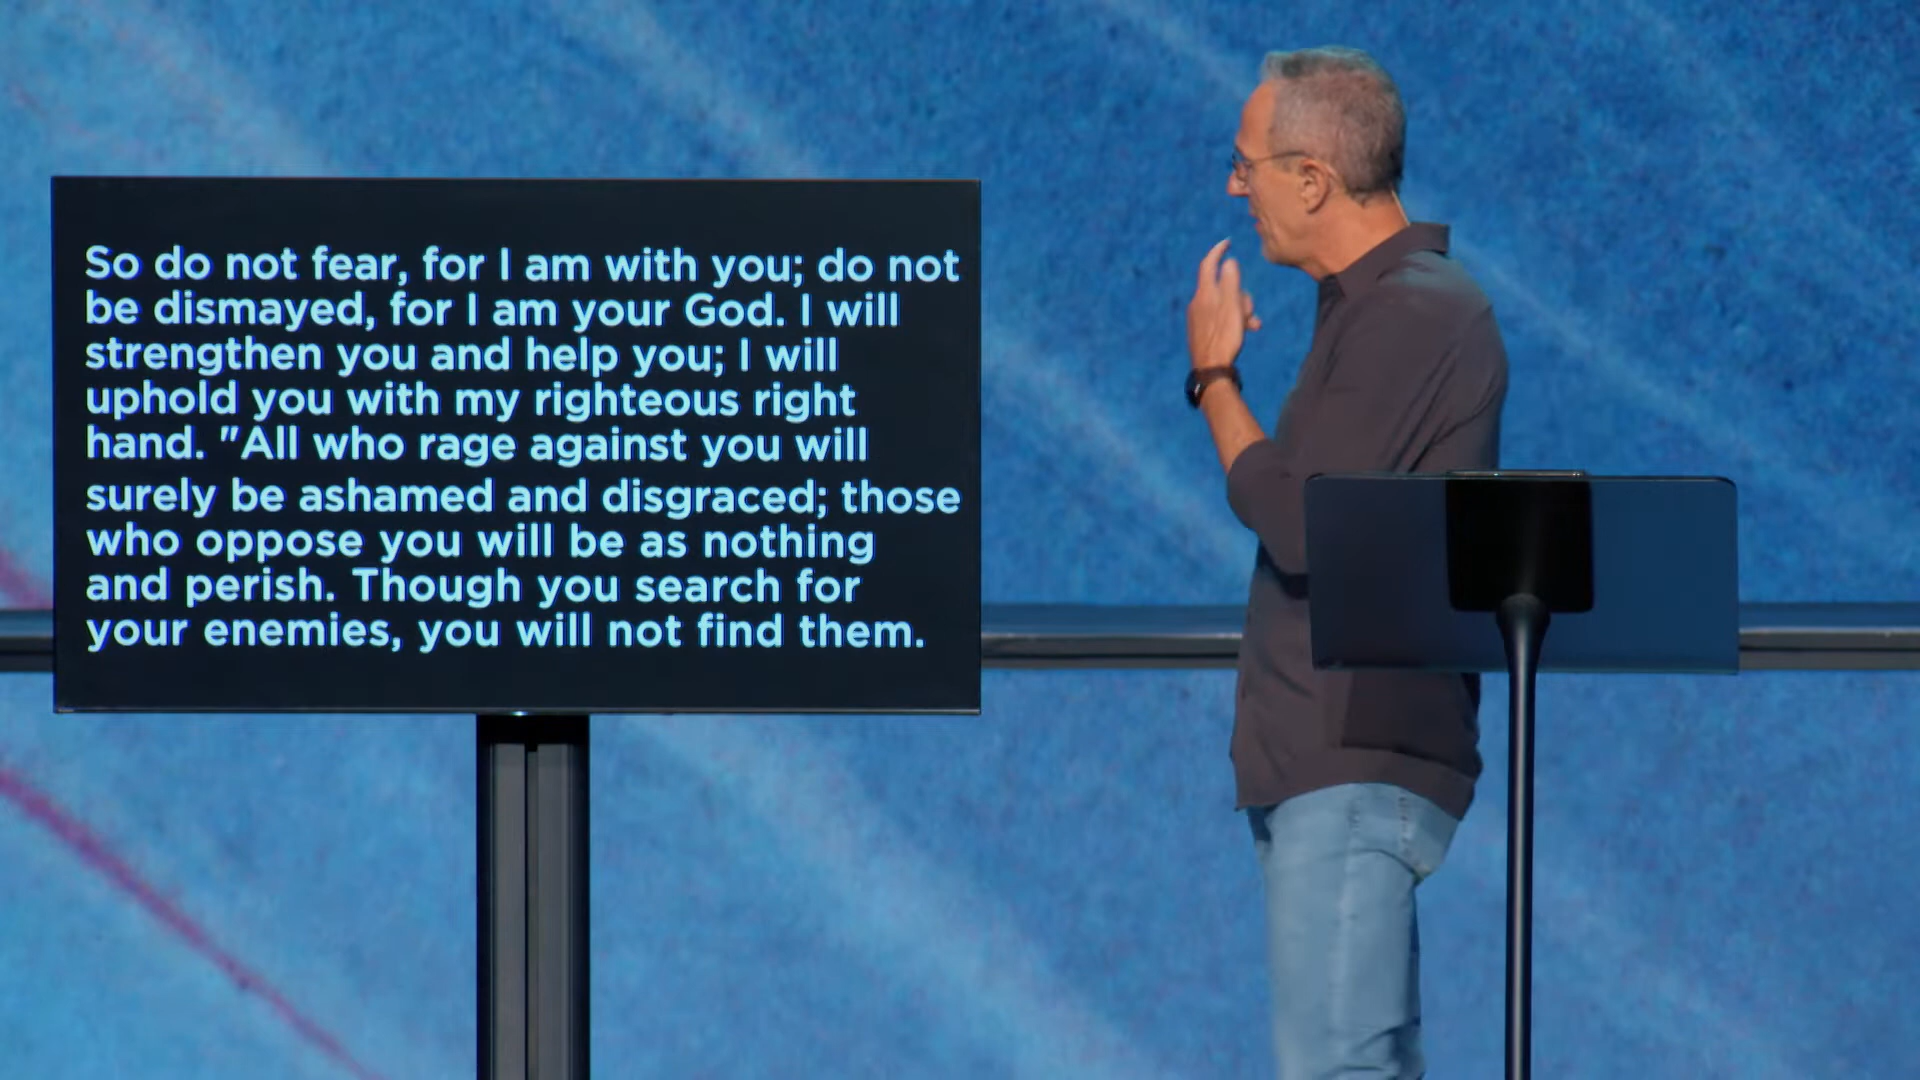 So do not fear, for I am with you; do not
be dismayed, for I am your God. I will
strengthen you and help you; I will
uphold you with my righteous right
hand. "All who rage against you will
surely be ashamed and disgraced; those
who oppose you will be as nothing
and perish. Though you search for
your enemies, you will not find them.